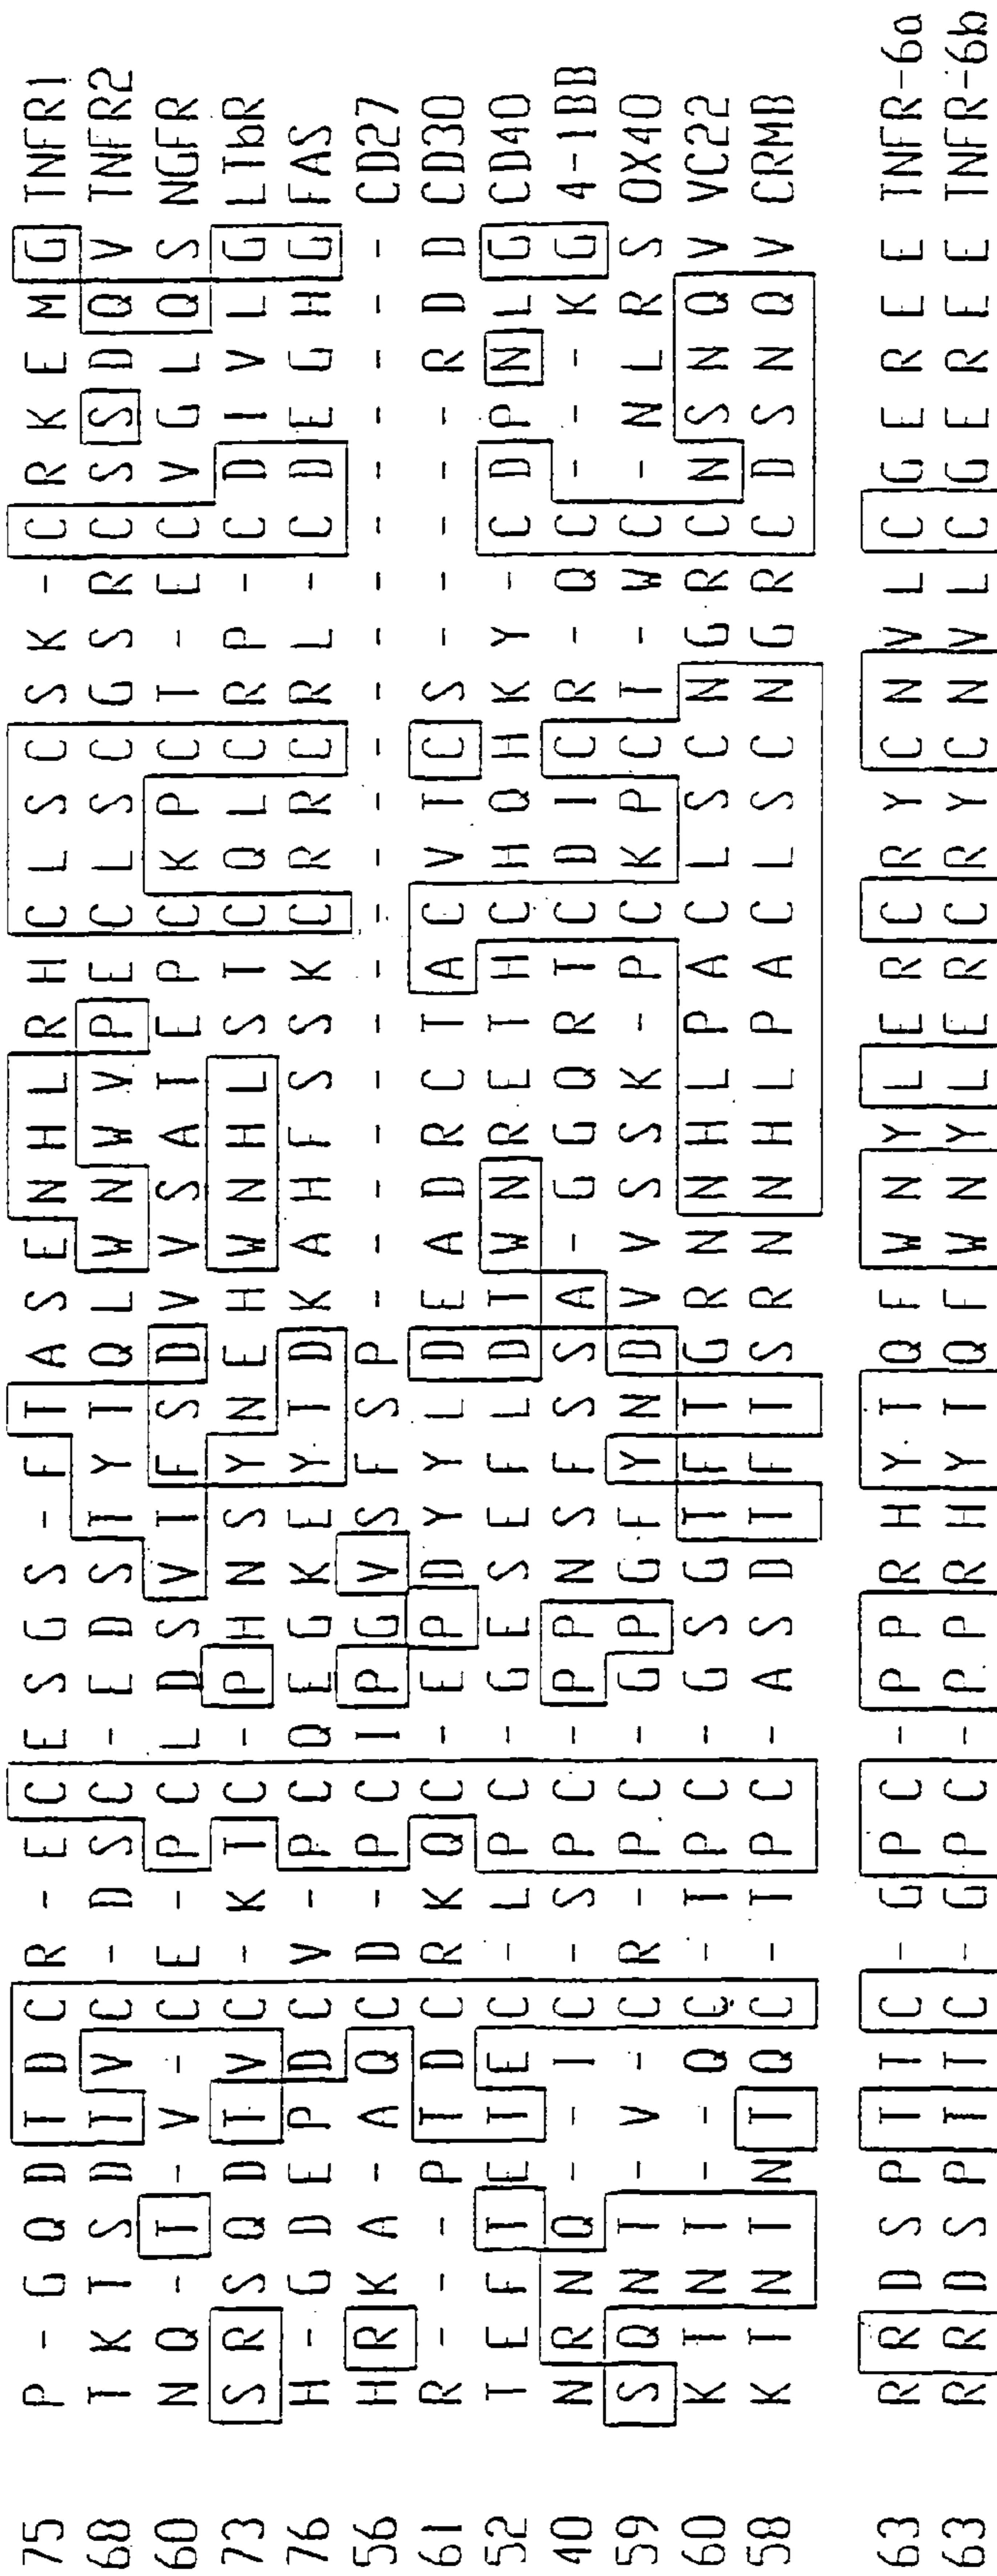 75 P - G Q D T D C R - E C E S G S - F T A S E N H L R H C L S C S K - C R K E M G TNFR1
68 T K T S D T V C - D S C - E D S T Y T Q L W N W V P E C L S C G S R C S S D Q V TNFR2
60 N Q - T - V - C E - P C L D S V T F S D V V S A T E P C K P C T - E C V G L Q S NGFR
73 S R S Q D T V C - K T C - P H N S Y N E H W N H L S T C Q L C R P - C D I V L G LTbR
76 H - G D E P D C V - P C Q E G K E Y T D K A H F S S K C R R C R L - C D E G H G FAS
56 H R K A - A Q C D - P C I P G V S F S P - - - - - - - - - - - - - - - - - - - - CD27
61 R - - - P T D C R K Q C - E P D Y Y L D E A D R C T A C V T C S - - - - - R D D CD30
52 T E F T E T E C - L P C - G E S E F L D T W N R E T H C H Q H K Y - C D P N L G CD40
40 N R N Q - - I C - S P C - P P N S F S S A - G G Q R T C D I C R - Q C - - - K G 4-1BB
59 S Q N T - V - C R - P C - G P G F Y N D V V S S K - P C K P C T - W C - N L R S OX40
60 K T N T - - Q C - T P C - G S G T F T G R N N H L P A C L S C N G R C N S N Q V VC22
58 K T N T N T Q C - T P C - A S D T F T S R N N H L P A C L S C N G R C D S N Q V CRMB
63 R R D S P T T C - G P C - P P R H Y T Q F W N Y L E R C R Y C N V L C G E R E E TNFR-6a
63 R R D S P T T C - G P C - P P R H Y T Q F W N Y L E R C R Y C N V L C G E R E E TNFR-6b